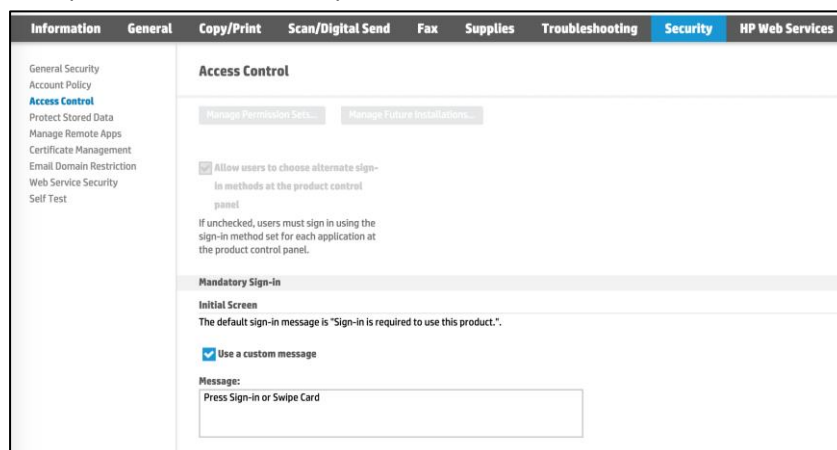 Information General Copy/Print Scan/Digital Send Fax Supplies Troubleshooting Security HP Web Services
General Security
Account Policy
Access Control
Protect Stored Data
Manage Remote Apps
Certificate Management
Email Domain Restriction
Web Service Security
Self Test
Access Control
Manage Permission Sets... Manage Future Installations...
Allow users to choose alternate sign-
in methods at the product control
panel
If unchecked, users must sign in using the
sign-in method set for each application at
the product control panel.
Mandatory Sign-in
Initial Screen
The default sign-in message is "Sign-in is required to use this product.".
Use a custom message
Message:
Press Sign-in or Swipe Card